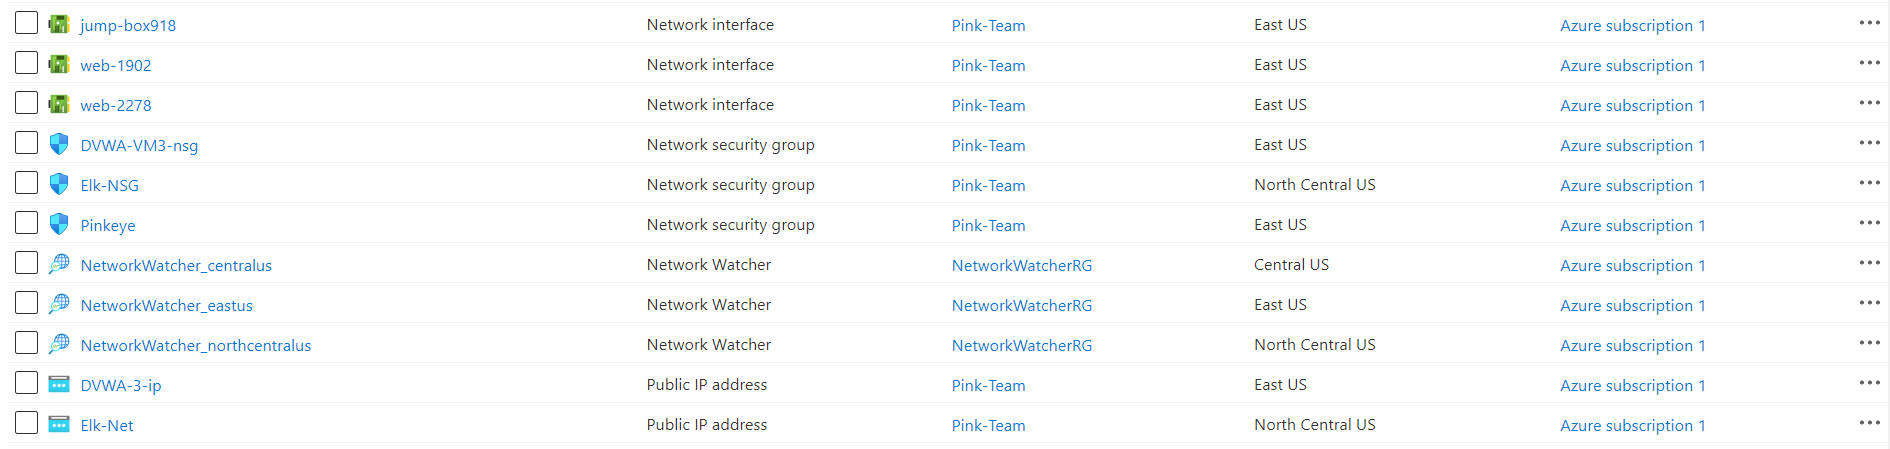 jump-box918 Network interface Pink-Team East US Azure subscription 1
web-1902 Network interface Pink-Team East US Azure subscription 1
web-2278 Network interface Pink-Team East US Azure subscription 1
DVWA-VM3-nsg Network security group Pink-Team East US Azure subscription 1
Elk-NSG Network security group Pink-Team North Central US Azure subscription 1
Pinkeye Network security group Pink-Team East US Azure subscription 1
NetworkWatcher_centralus Network Watcher NetworkWatcherRG Central US Azure subscription 1
NetworkWatcher_eastus Network Watcher NetworkWatcherRG East US Azure subscription 1
NetworkWatcher_northcentralus Network Watcher NetworkWatcherRG North Central US Azure subscription 1
DVWA-3-ip Public IP address Pink-Team East US Azure subscription 1
Elk-Net Public IP address Pink-Team North Central US Azure subscription 1